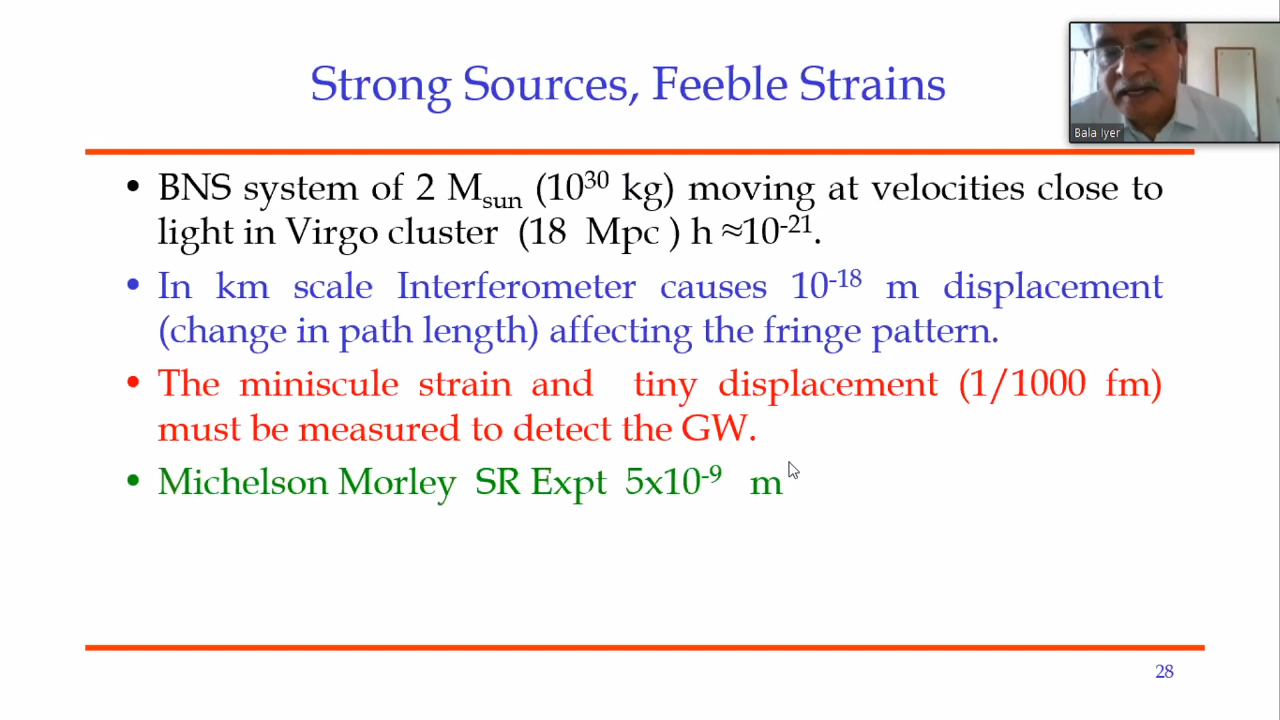 Strong Sources, Feeble Strains
Bala Iyer
• BNS system of 2 M_sun (10^30 kg) moving at velocities close to
light in Virgo cluster (18 Mpc ) h ≈10^-21.
• In km scale Interferometer causes 10^-18 m displacement
(change in path length) affecting the fringe pattern.
• The miniscule strain and tiny displacement (1/1000 fm)
must be measured to detect the GW.
• Michelson Morley SR Expt 5x10^-9 m
28